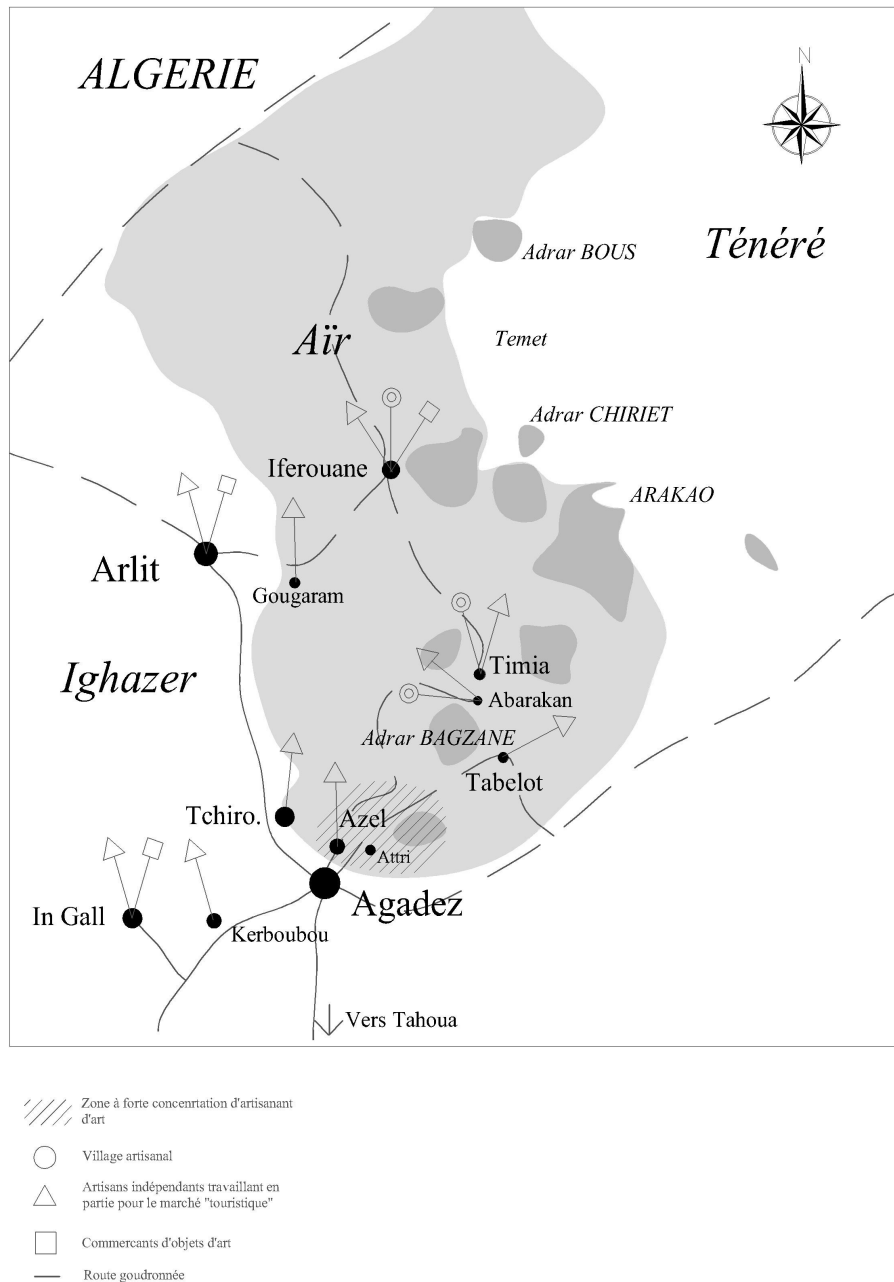 ALGERIE
N
Ténéré
Adrar BOUS
Aïr
Temet
Adrar CHIRIET
Iferouane
ARAKAO
Arlit
Gougaram
Ighazer
Timia
Abarakan
Adrar BAGZANE
Tabelot
Tchiro.
Azel
Attri
Agadez
In Gall
Kerboubou
Vers Tahoua
Zone à forte concenrtation d'artisanant
d'art
Village artisanal
Artisans indépendants travaillant en
partie pour le marché "touristique"
Commercants d'objets d'art
Route goudronnée